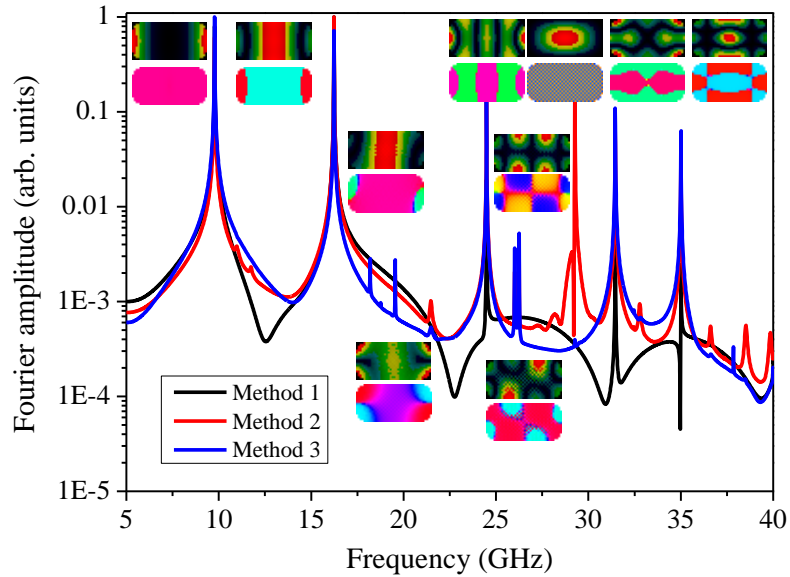 1
0.1
0.01
1E-3
1E-4
1E-5
Fourier amplitude (arb. units)
Method 1
Method 2
Method 3
5 10 15 20 25 30 35 40
Frequency (GHz)